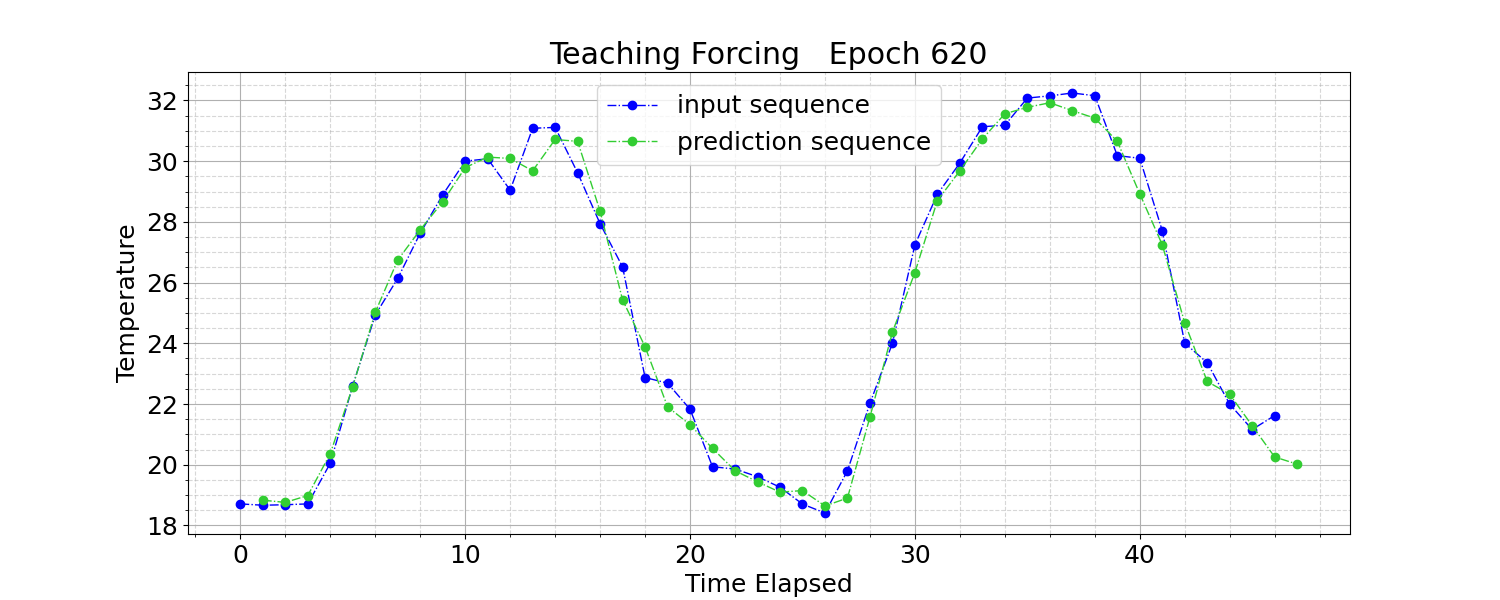 Teaching Forcing   Epoch 620
input sequence
prediction sequence
Temperature
32
30
28
26
24
22
20
18
0 10 20 30 40
Time Elapsed